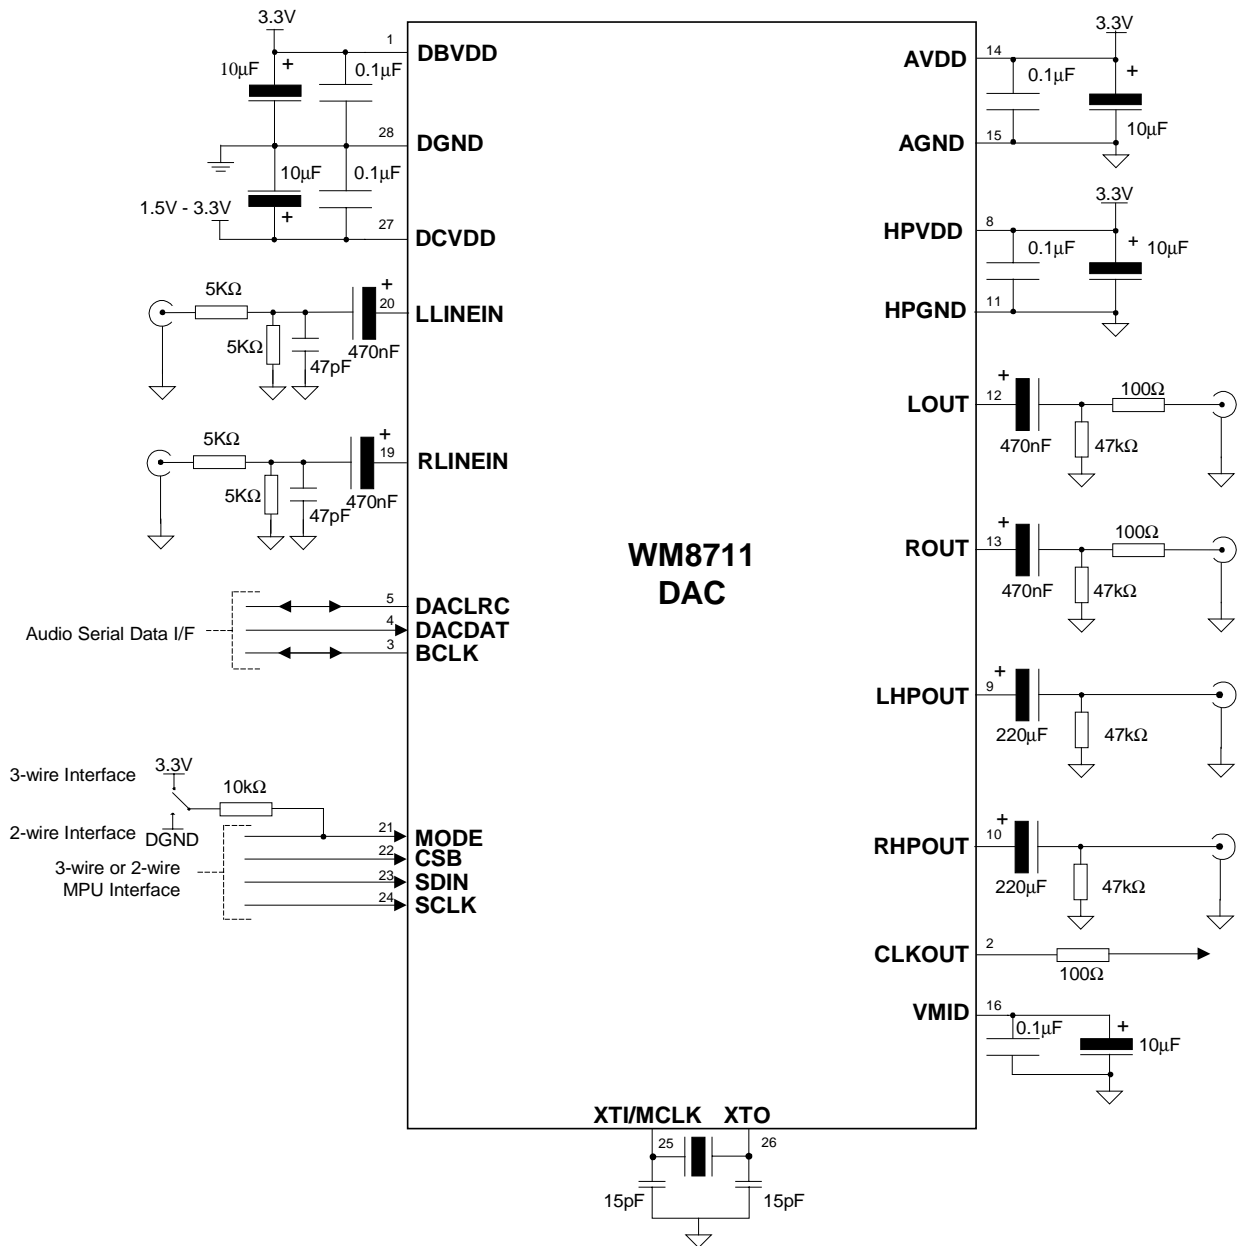 3.3V
1
DBVDD
10μF
+
0.1μF
28
DGND
10μF
0.1μF
+
1.5V - 3.3V
27
DCVDD
5KΩ
+
20
LLINEIN
5KΩ
47pF
470nF
5KΩ
+
19
RLINEIN
5KΩ
47pF
470nF
WM8711
DAC
Audio Serial Data I/F
5
DACLRC
4
DACDAT
3
BCLK
3-wire Interface
3.3V
10kΩ
2-wire Interface
DGND
3-wire or 2-wire
MPU Interface
21
MODE
22
CSB
23
SDIN
24
SCLK
3.3V
AVDD
14
0.1μF
+
10μF
AGND
15
3.3V
HPVDD
8
0.1μF
+
10μF
HPGND
11
LOUT
12
+
470nF
100Ω
47kΩ
ROUT
13
+
470nF
100Ω
47kΩ
LHPOUT
9
+
220μF
47kΩ
RHPOUT
10
+
220μF
47kΩ
CLKOUT
2
100Ω
VMID
16
0.1μF
+
10μF
XTI/MCLK XTO
25
26
15pF
15pF